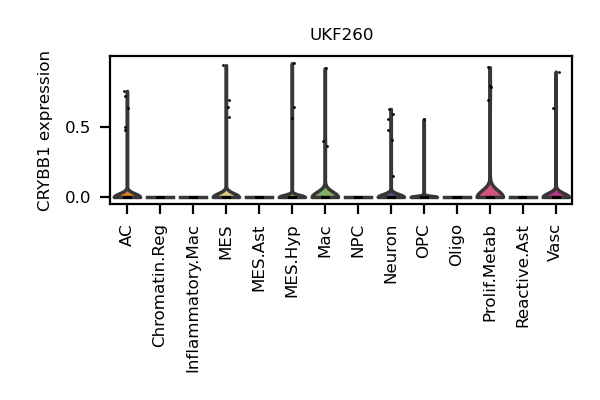 UKF260
CRYBB1 expression
0.5
0.0
AC
Chromatin.Reg
Inflammatory.Mac
MES
MES.Ast
MES.Hyp
Mac
NPC
Neuron
OPC
Oligo
Prolif.Metab
Reactive.Ast
Vasc